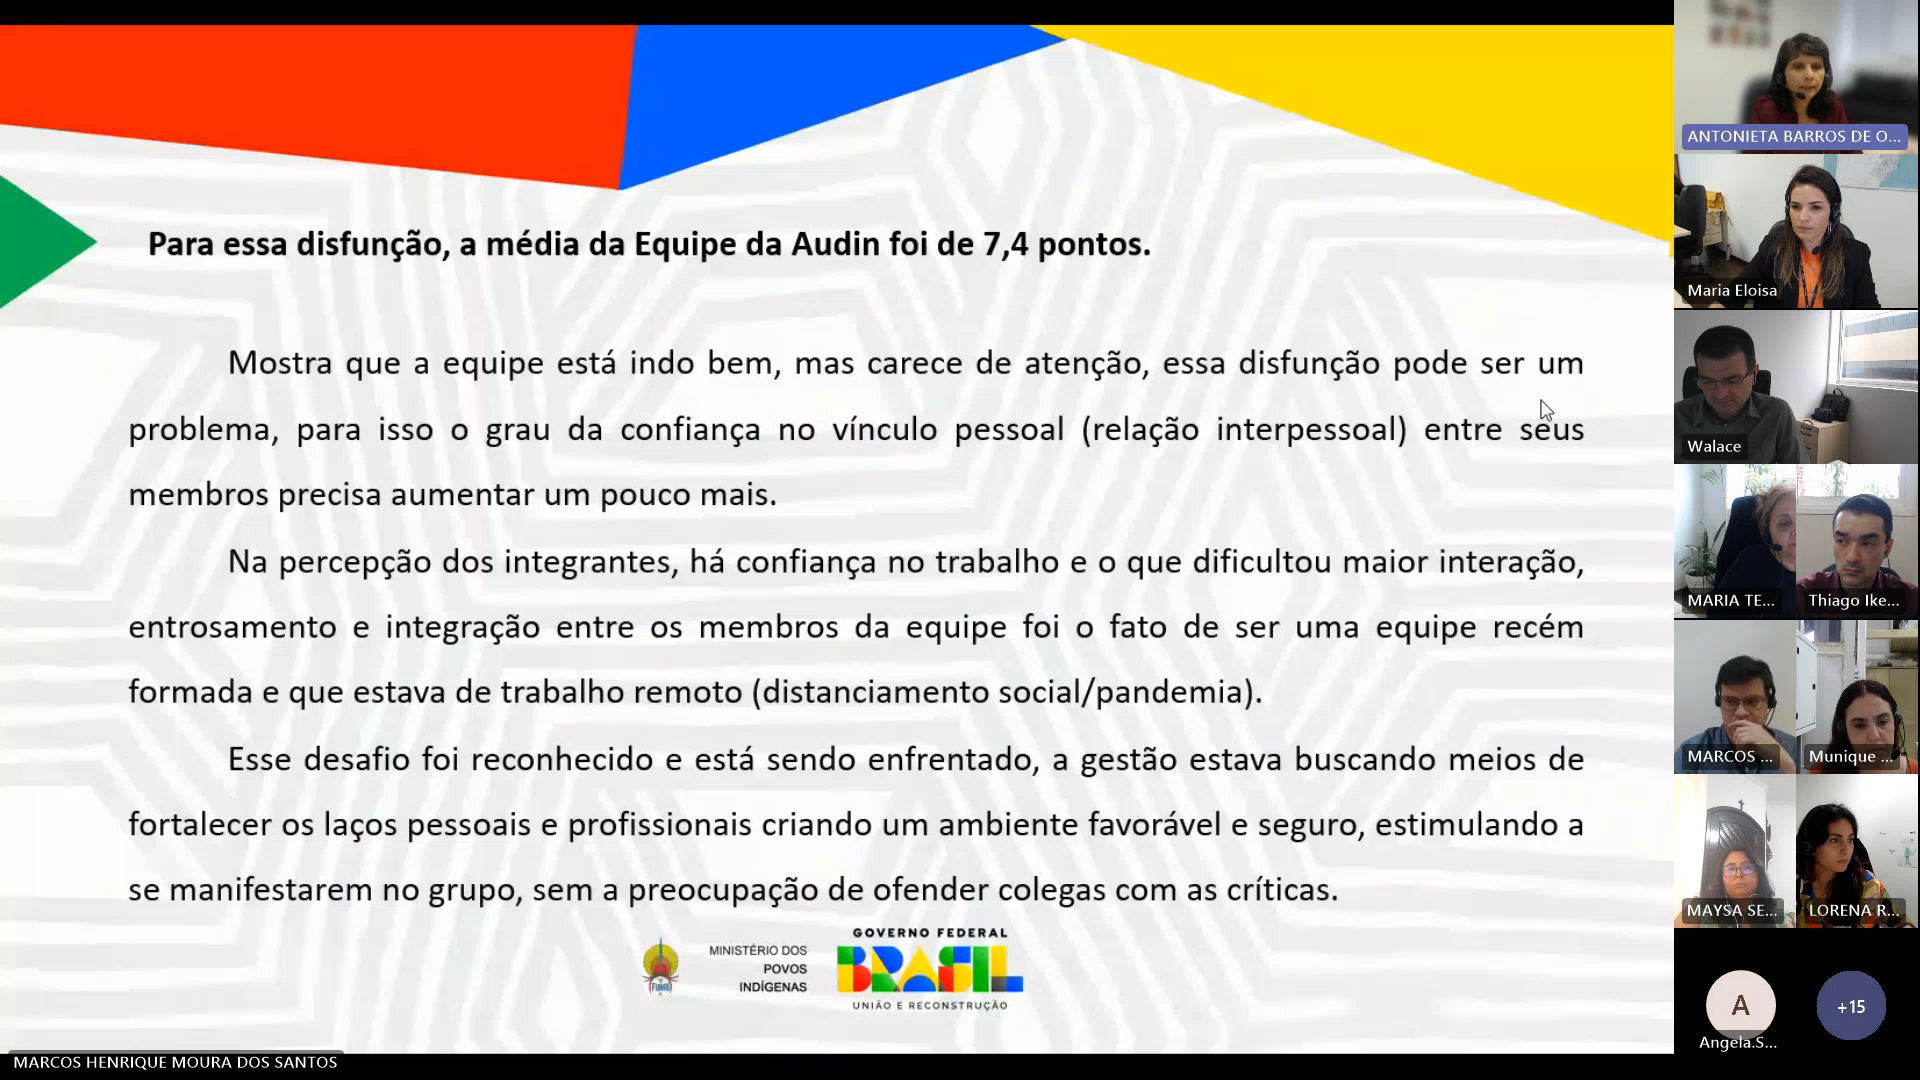 Para essa disfunção, a média da Equipe da Audin foi de 7,4 pontos.
Mostra que a equipe está indo bem, mas carece de atenção, essa disfunção pode ser um
problema, para isso o grau da confiança no vínculo pessoal (relação interpessoal) entre seus
membros precisa aumentar um pouco mais.
Na percepção dos integrantes, há confiança no trabalho e o que dificultou maior interação,
entrosamento e integração entre os membros da equipe foi o fato de ser uma equipe recém
formada e que estava de trabalho remoto (distanciamento social/pandemia).
Esse desafio foi reconhecido e está sendo enfrentado, a gestão estava buscando meios de
fortalecer os laços pessoais e profissionais criando um ambiente favorável e seguro, estimulando a
se manifestarem no grupo, sem a preocupação de ofender colegas com as críticas.
FUNAI
MINISTÉRIO DOS
POVOS
INDÍGENAS
GOVERNO FEDERAL
BRASIL
UNIÃO E RECONSTRUÇÃO
MARCOS HENRIQUE MOURA DOS SANTOS
ANTONIETA BARROS DE O...
Maria Eloisa
Walace
MARIA TE...
Thiago Ike...
MARCOS ...
Munique ...
MAYSA SE...
LORENA R...
A
Angela.S...
+15